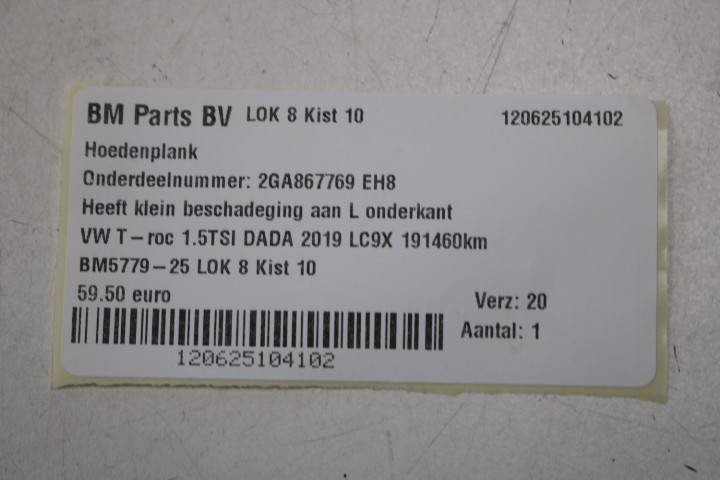 BM Parts BV LOK 8 Kist 10 120625104102
Hoedenplank
Onderdeelnummer: 2GA867769 EH8
Heeft klein beschadeging aan L onderkant
VW T-roc 1.5TSI DADA 2019 LC9X 191460km
BM5779-25 LOK 8 Kist 10
59.50 euro Verz: 20
Aantal: 1
120625104102